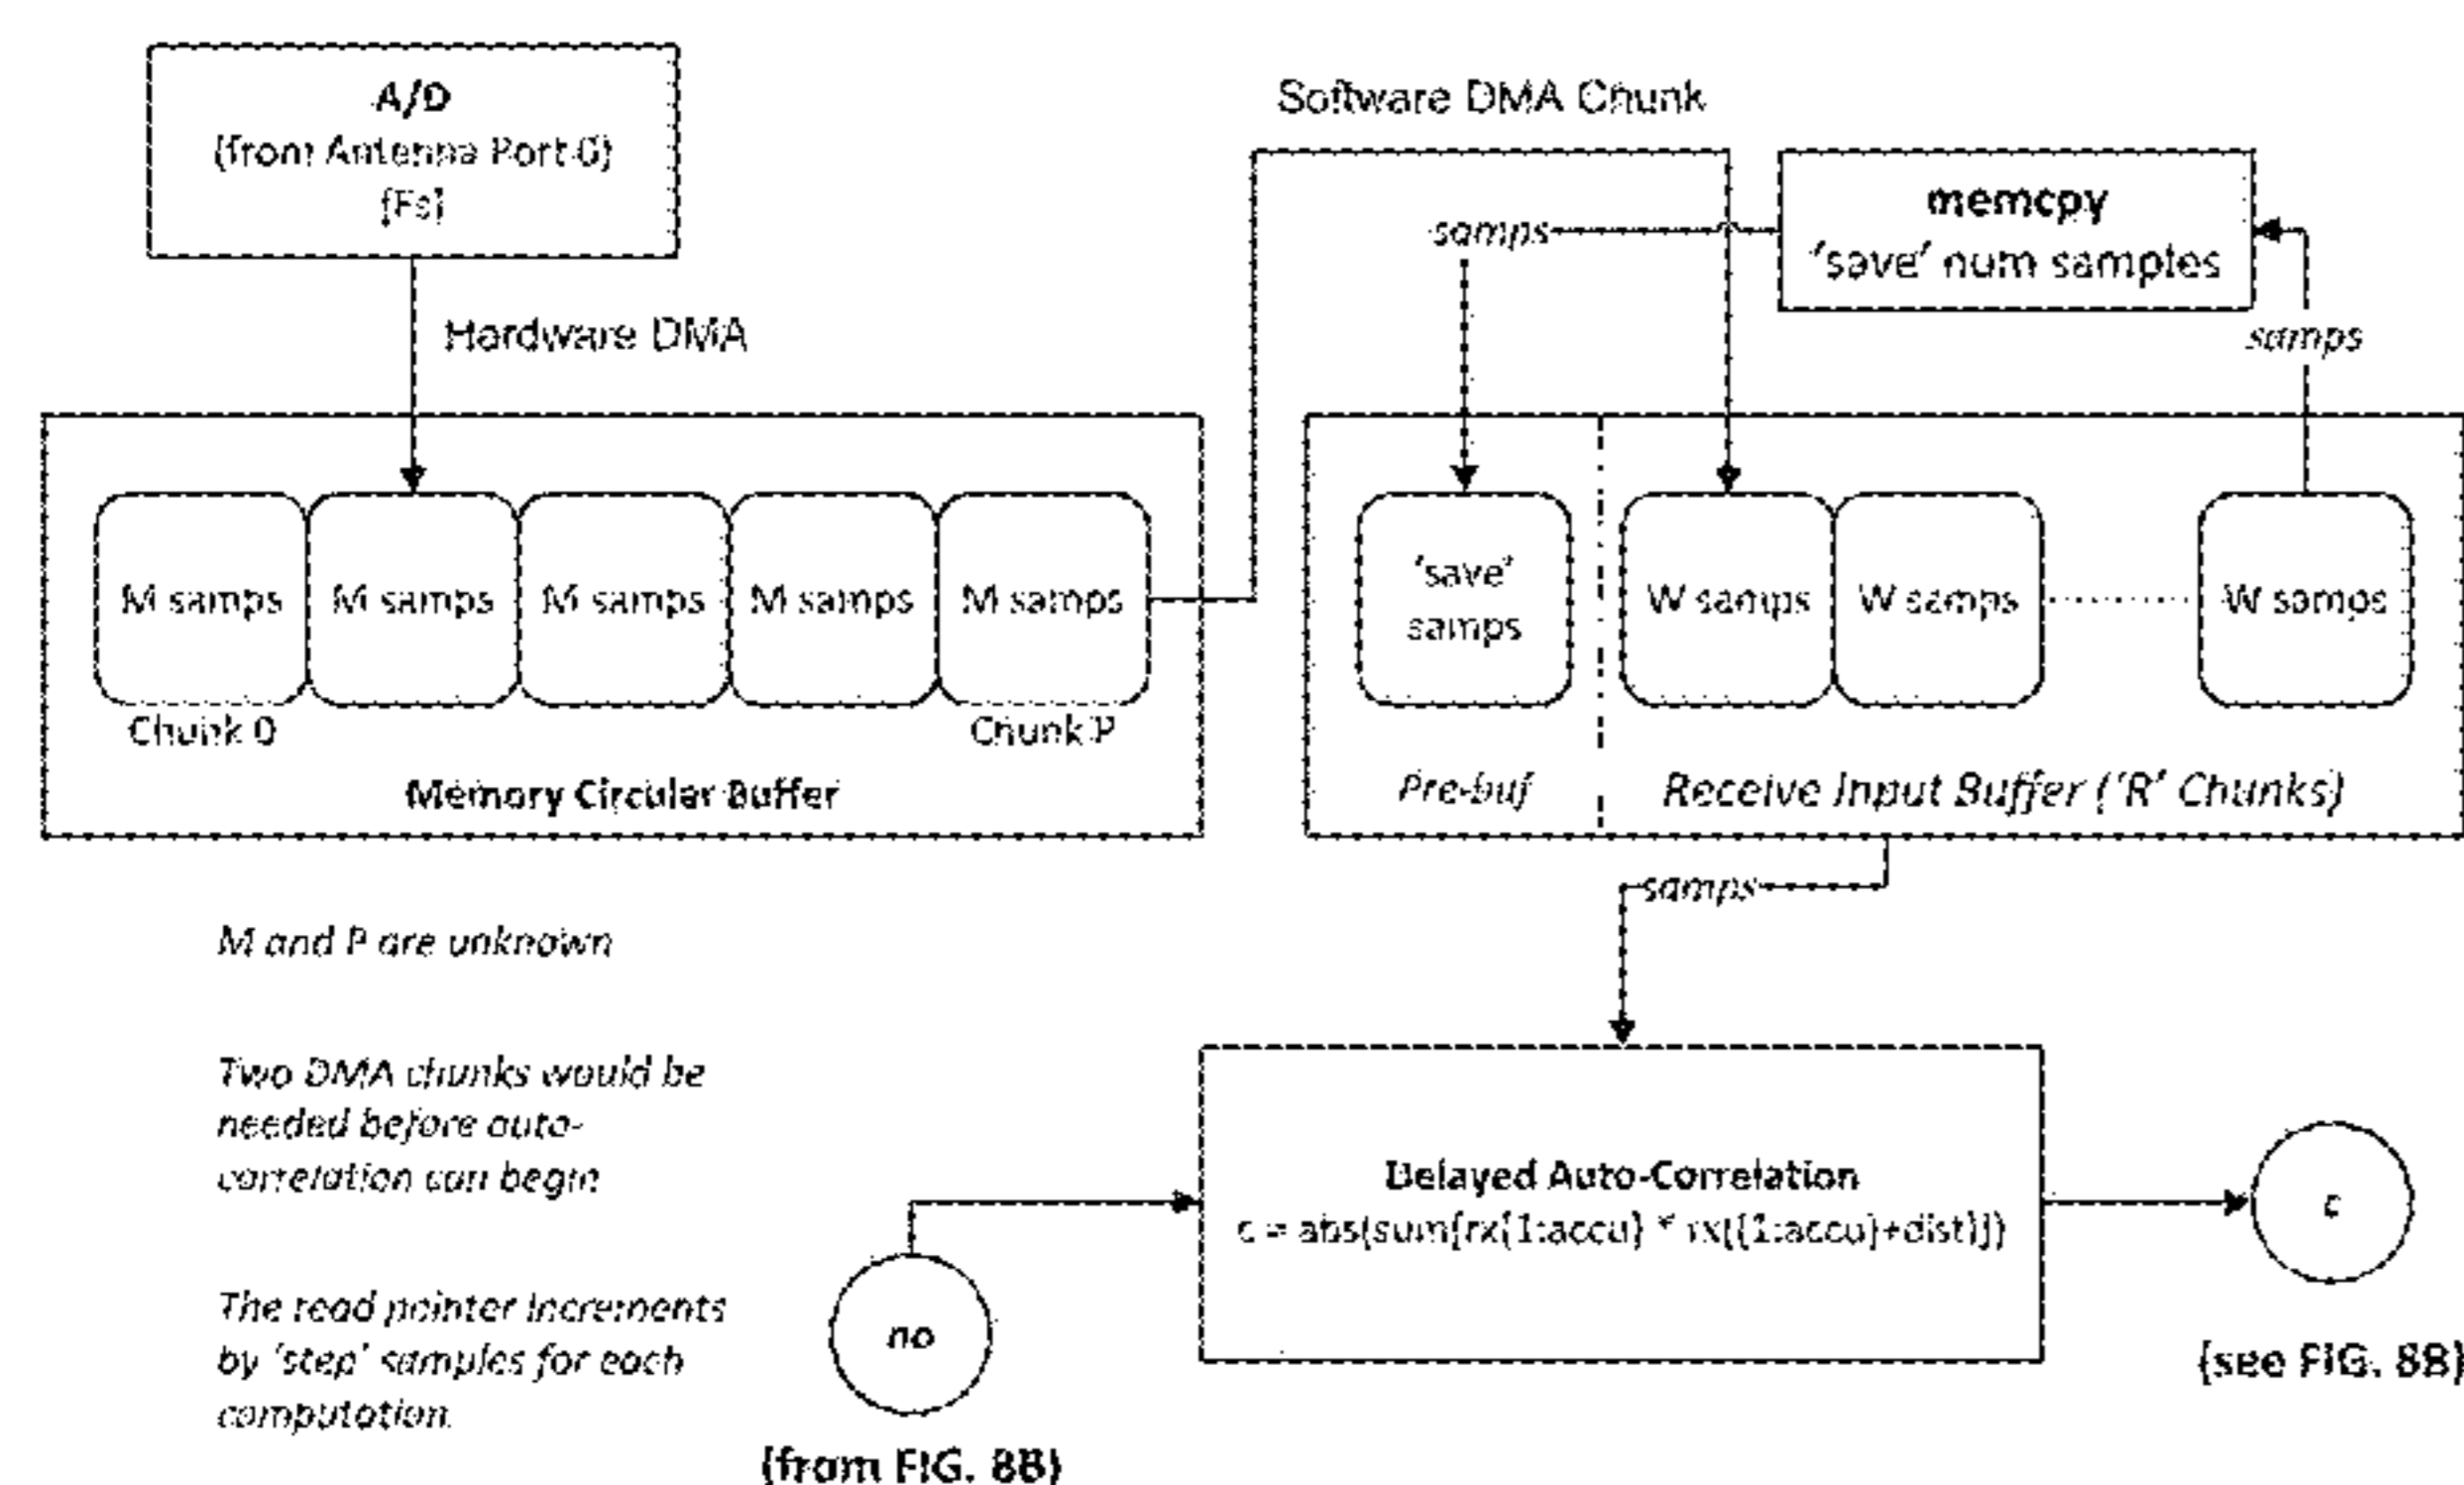 A/D
(from Antenna Port 0)
[Fs]
Hardware DMA
Software DMA Chunk
memcpy
'save' num samples
samps
samps
M samps
M samps
M samps
M samps
M samps
Chunk 0
Chunk P
Memory Circular Buffer
'save'
samps
W samps
W samps
W samps
Pre-buf
Receive Input Buffer ('R' Chunks)
samps
M and P are unknown
Two DMA chunks would be
needed before auto-
correlation can begin
The read pointer increments
by 'step' samples for each
computation.
Delayed Auto-Correlation
c = abs(sum[rx(1:accu) * rx((1:accu)+dist)])
no
(from FIG. 8B)
c
(see FIG. 8B)